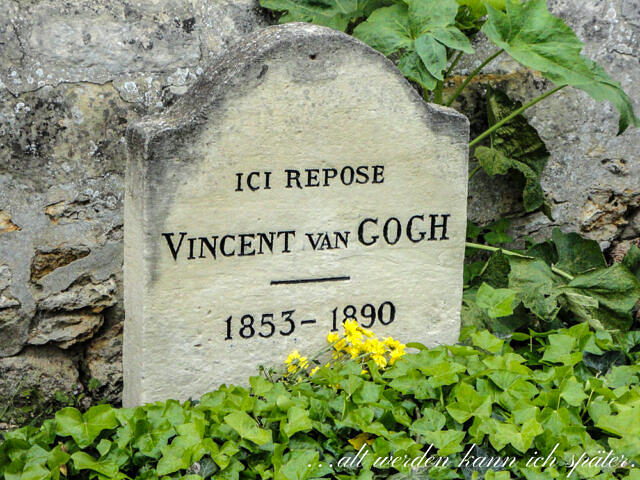 ICI REPOSE
VINCENT VAN GOGH
1853 - 1890
...alt werden kann ich später.